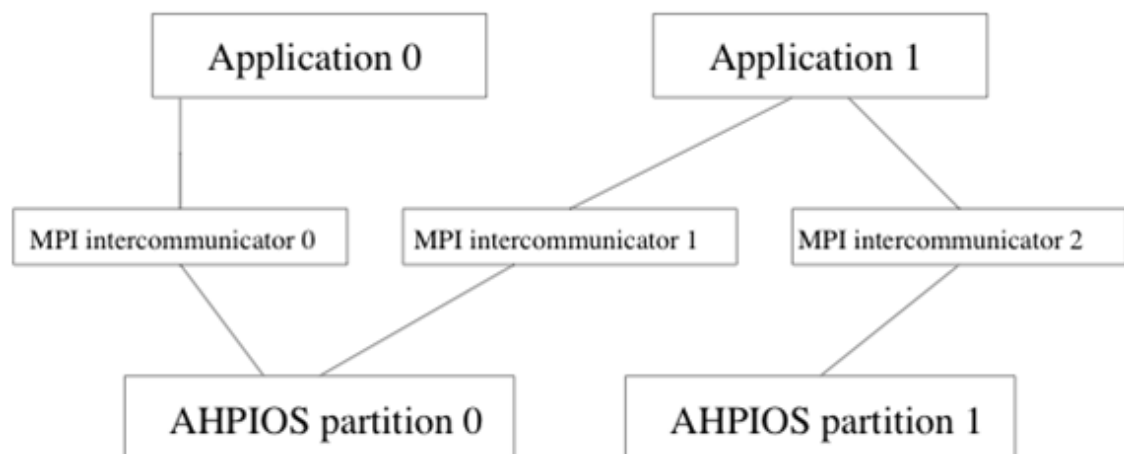 Application 0
Application 1
MPI intercommunicator 0
MPI intercommunicator 1
MPI intercommunicator 2
AHPIOS partition 0
AHPIOS partition 1